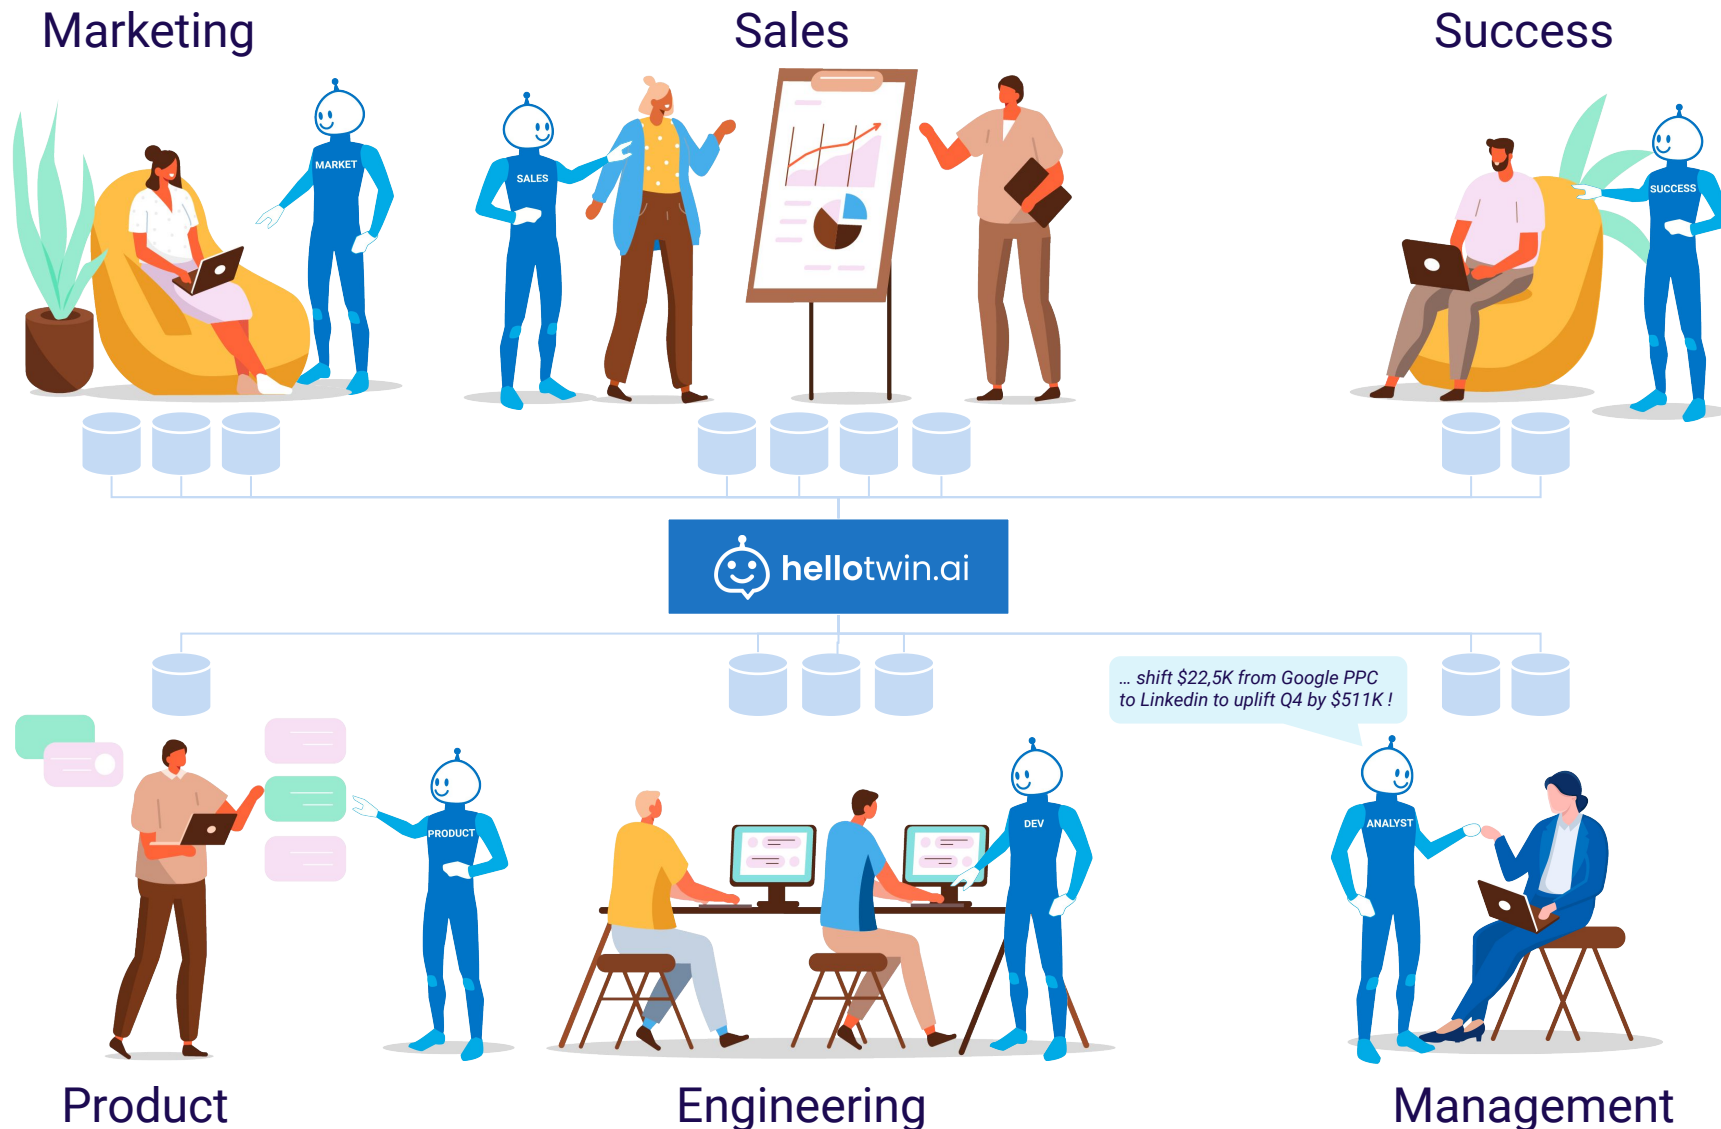 Marketing
Sales
Success
MARKET
SALES
SUCCESS
hellotwin.ai
... shift $22,5K from Google PPC
to Linkedin to uplift Q4 by $511K !
PRODUCT
DEV
ANALYST
Product
Engineering
Management